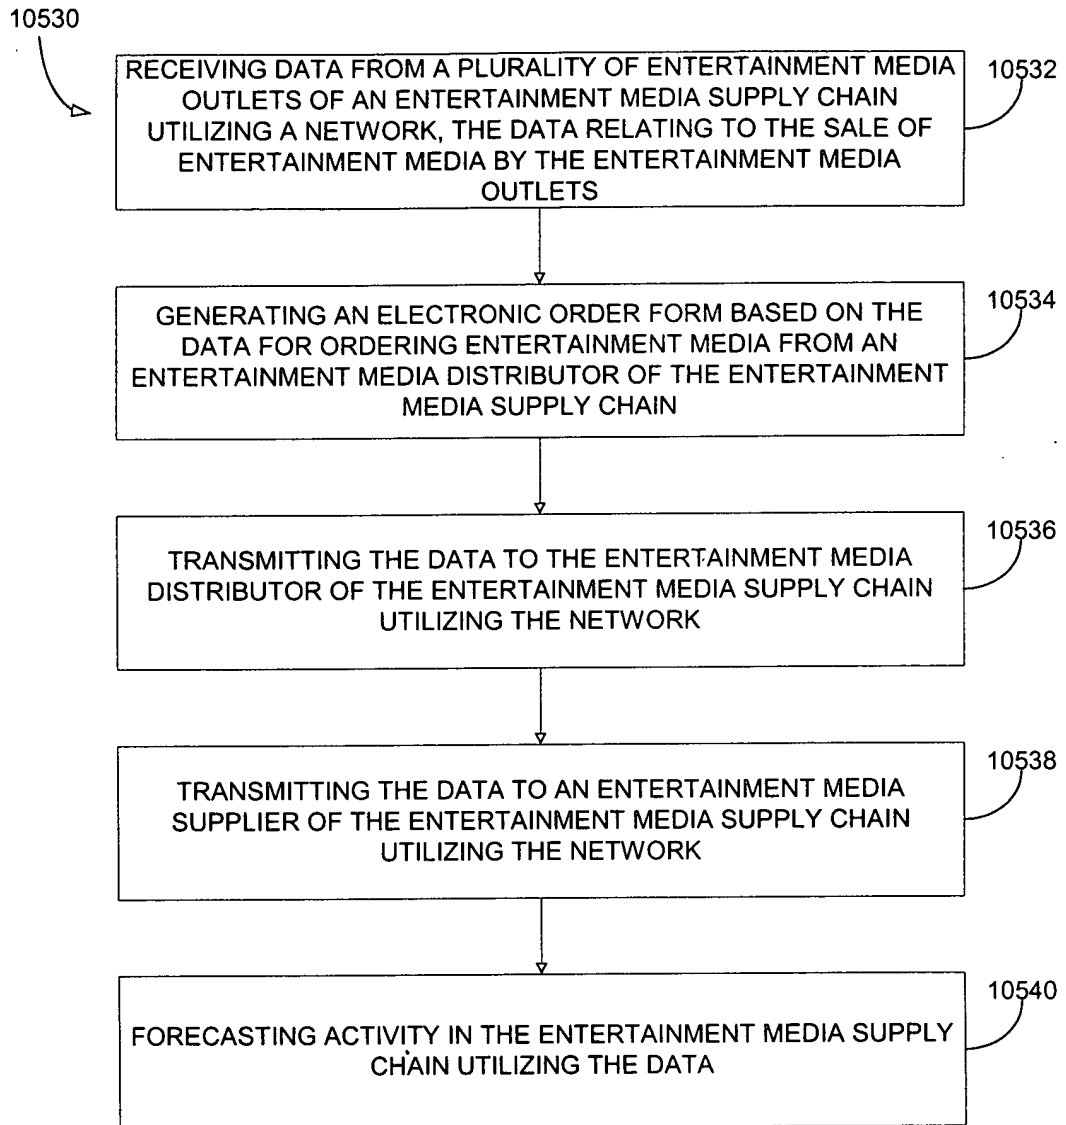 10530
RECEIVING DATA FROM A PLURALITY OF ENTERTAINMENT MEDIA
OUTLETS OF AN ENTERTAINMENT MEDIA SUPPLY CHAIN
UTILIZING A NETWORK, THE DATA RELATING TO THE SALE OF
ENTERTAINMENT MEDIA BY THE ENTERTAINMENT MEDIA
OUTLETS
10532
GENERATING AN ELECTRONIC ORDER FORM BASED ON THE
DATA FOR ORDERING ENTERTAINMENT MEDIA FROM AN
ENTERTAINMENT MEDIA DISTRIBUTOR OF THE ENTERTAINMENT
MEDIA SUPPLY CHAIN
10534
TRANSMITTING THE DATA TO THE ENTERTAINMENT MEDIA
DISTRIBUTOR OF THE ENTERTAINMENT MEDIA SUPPLY CHAIN
UTILIZING THE NETWORK
10536
TRANSMITTING THE DATA TO AN ENTERTAINMENT MEDIA
SUPPLIER OF THE ENTERTAINMENT MEDIA SUPPLY CHAIN
UTILIZING THE NETWORK
10538
FORECASTING ACTIVITY IN THE ENTERTAINMENT MEDIA SUPPLY
CHAIN UTILIZING THE DATA
10540